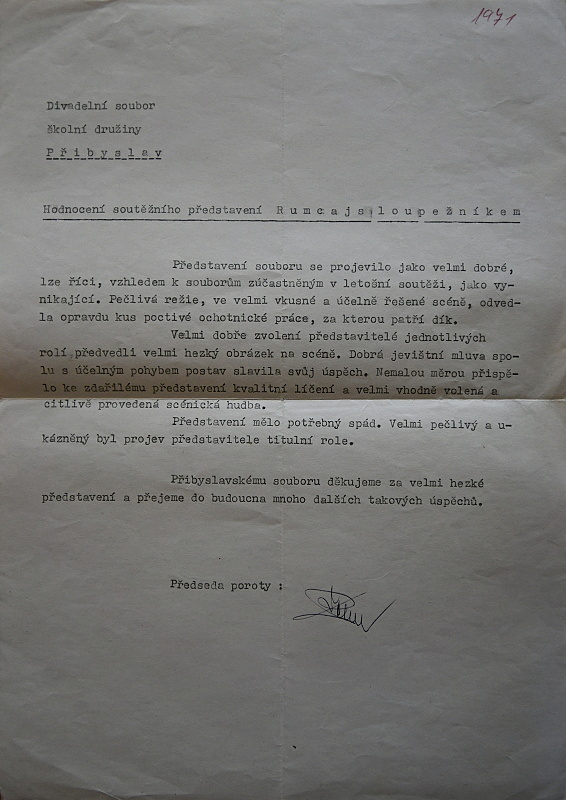 1971
Divadelní soubor
školní družiny
P ř i b y s l a v
Hodnocení soutěžního představení R u m c a j s l o u p e ž n í k e m
Představení souboru se projevilo jako velmi dobré,
lze říci, vzhledem k souborům zúčastněným v letošní soutěži, jako vy-
nikající. Pečlivá režie, ve velmi vkusné a účelně řešené scéně, odved-
la opravdu kus poctivé ochotnické práce, za kterou patří dík.
Velmi dobře zvolení představitelé jednotlivých
rolí předvedli velmi hezký obrázek na scéně. Dobrá jevištní mluva spo-
lu s účelným pohybem postav slavila svůj úspěch. Nemalou měrou přispě-
lo ke zdařilému představení kvalitní líčení a velmi vhodně volená a
citlivě provedená scénická hudba.
Představení mělo potřebný spád. Velmi pečlivý a u-
kázněný byl projev představitele titulní role.
Přibyslavskému souboru děkujeme za velmi hezké
představení a přejeme do budoucna mnoho dalších takových úspěchů.
Předseda poroty :